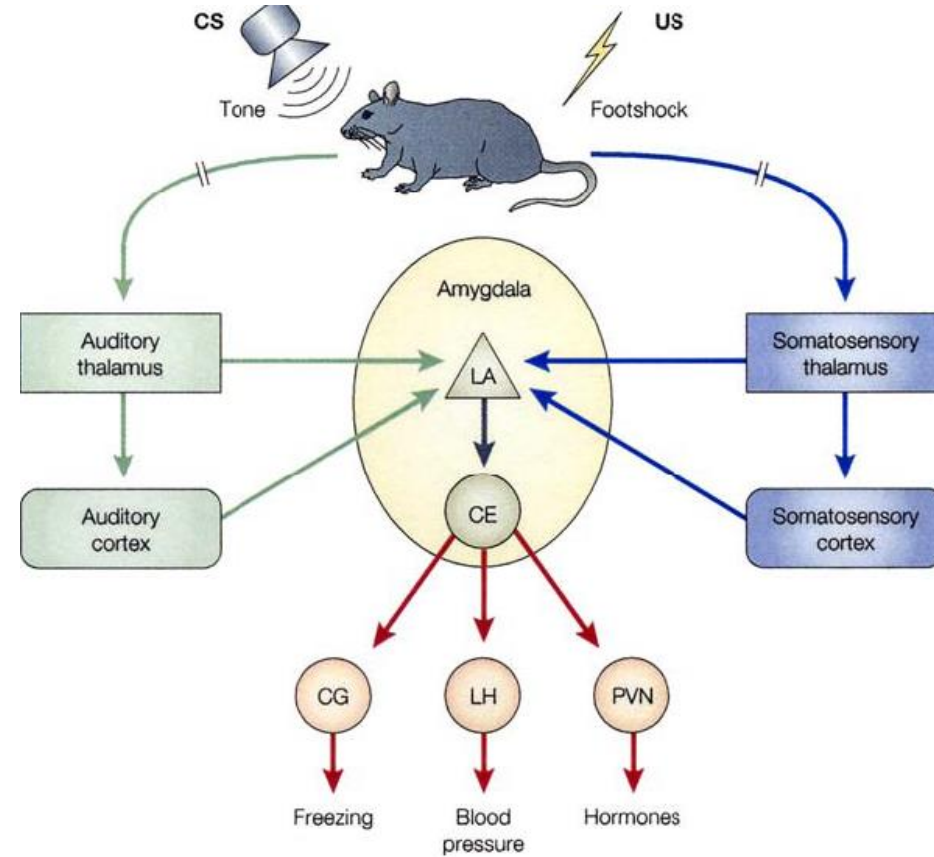 CS
US
Tone
Footshock
Amygdala
Auditory
thalamus
LA
Somatosensory
thalamus
Auditory
cortex
CE
Somatosensory
cortex
CG
LH
PVN
Freezing
Blood
pressure
Hormones